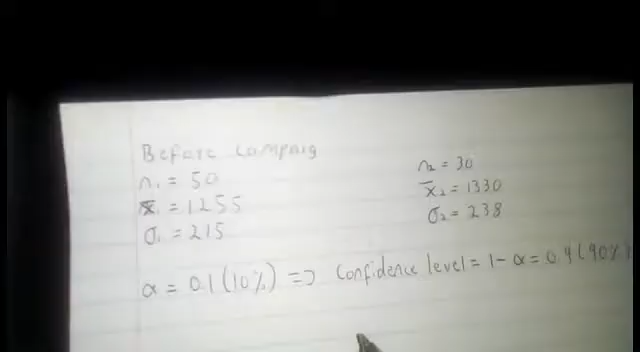 Before Campaig
n₁ = 50
x̄₁ = 1255
σ₁ = 215
n₂ = 30
x̄₂ = 1330
σ₂ = 238
α = 0.1 (10%) => Confidence level = 1 - α = 0.9 (90%)